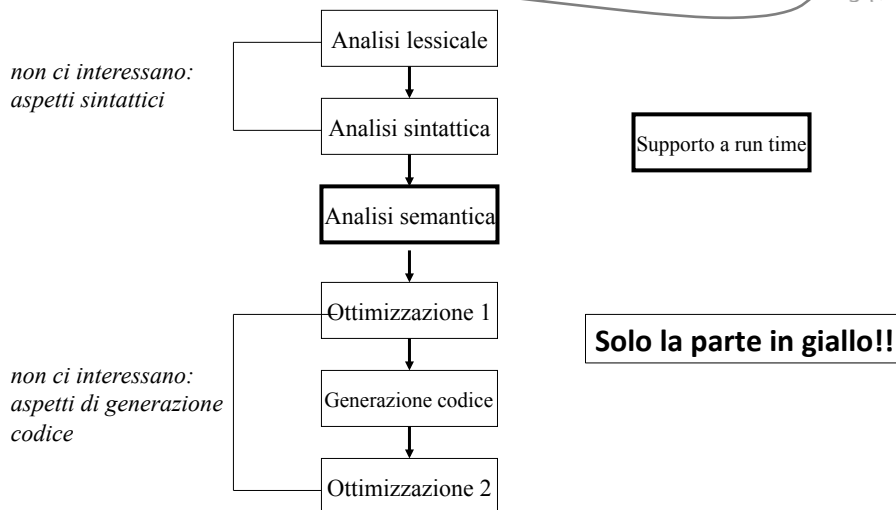 Analisi lessicale
non ci interessano:
aspetti sintattici
Analisi sintattica
Supporto a run time
Analisi semantica
Ottimizzazione 1
Solo la parte in giallo!!
non ci interessano:
aspetti di generazione
codice
Generazione codice
Ottimizzazione 2